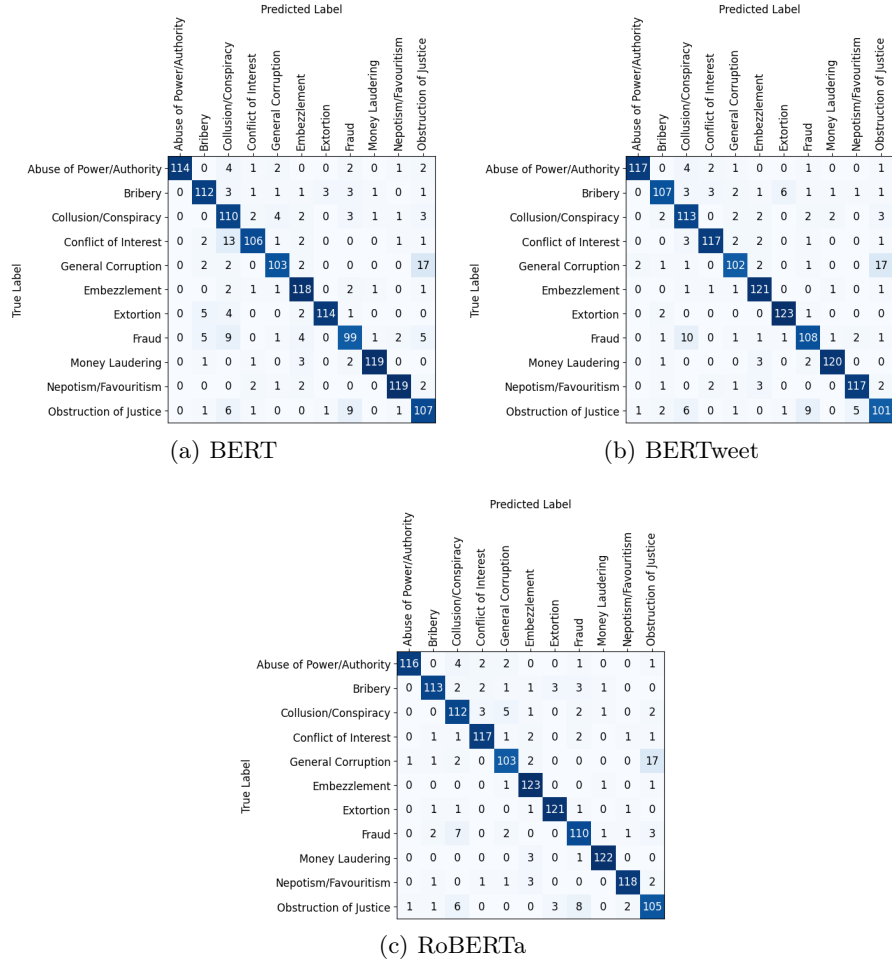 Predicted Label
Abuse of Power/Authority
Bribery
Collusion/Conspiracy
Conflict of Interest
General Corruption
Embezzlement
Extortion
Fraud
Money Laudering
Nepotism/Favouritism
Obstruction of Justice
True Label
Abuse of Power/Authority 114 0 4 1 2 0 0 2 0 1 2
Bribery 0 112 3 1 1 1 3 3 1 0 1
Collusion/Conspiracy 0 0 110 2 4 2 0 3 1 1 3
Conflict of Interest 0 2 13 106 1 2 0 0 0 1 1
General Corruption 0 2 2 0 103 2 0 0 0 0 17
Embezzlement 0 0 2 1 1 118 0 2 1 0 1
Extortion 0 5 4 0 0 2 114 1 0 0 0
Fraud 0 5 9 0 1 4 0 99 1 2 5
Money Laudering 0 1 0 1 0 3 0 2 119 0 0
Nepotism/Favouritism 0 0 0 2 1 2 0 0 0 119 2
Obstruction of Justice 0 1 6 1 0 0 1 9 0 1 107
(a) BERT
Predicted Label
Abuse of Power/Authority
Bribery
Collusion/Conspiracy
Conflict of Interest
General Corruption
Embezzlement
Extortion
Fraud
Money Laudering
Nepotism/Favouritism
Obstruction of Justice
True Label
Abuse of Power/Authority 117 0 4 2 1 0 0 1 0 0 1
Bribery 0 107 3 3 2 1 6 1 1 1 1
Collusion/Conspiracy 0 2 113 0 2 2 0 2 2 0 3
Conflict of Interest 0 0 3 117 2 2 0 1 0 0 1
General Corruption 2 1 1 0 102 2 0 1 0 0 17
Embezzlement 0 0 1 1 1 121 0 0 0 1 1
Extortion 0 2 0 0 0 0 123 1 0 0 0
Fraud 0 0 10 0 1 1 1 108 1 2 1
Money Laudering 0 1 0 0 0 3 0 2 120 0 0
Nepotism/Favouritism 0 1 0 2 1 3 0 0 0 117 2
Obstruction of Justice 1 2 6 0 1 0 1 9 0 5 101
(b) BERTweet
Predicted Label
Abuse of Power/Authority
Bribery
Collusion/Conspiracy
Conflict of Interest
General Corruption
Embezzlement
Extortion
Fraud
Money Laudering
Nepotism/Favouritism
Obstruction of Justice
True Label
Abuse of Power/Authority 116 0 4 2 2 0 0 1 0 0 1
Bribery 0 113 2 2 1 1 3 3 1 0 0
Collusion/Conspiracy 0 0 112 3 5 1 0 2 1 0 2
Conflict of Interest 0 1 1 117 1 2 0 2 0 1 1
General Corruption 1 1 2 0 103 2 0 0 0 0 17
Embezzlement 0 0 0 0 1 123 0 0 1 0 1
Extortion 0 1 1 0 0 1 121 1 0 1 0
Fraud 0 2 7 0 2 0 0 110 1 1 3
Money Laudering 0 0 0 0 0 3 0 1 122 0 0
Nepotism/Favouritism 0 1 0 1 1 3 0 0 0 118 2
Obstruction of Justice 1 1 6 0 0 0 3 8 0 2 105
(c) RoBERTa